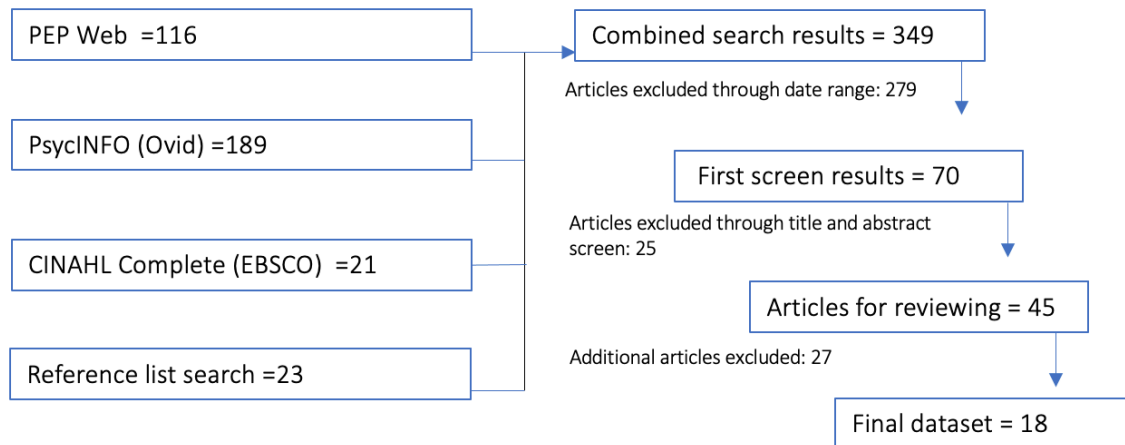 PEP Web  =116
PsycINFO (Ovid) =189
CINAHL Complete (EBSCO)  =21
Reference list search =23
Combined search results = 349
Articles excluded through date range: 279
First screen results = 70
Articles excluded through title and abstract
screen: 25
Articles for reviewing = 45
Additional articles excluded: 27
Final dataset = 18